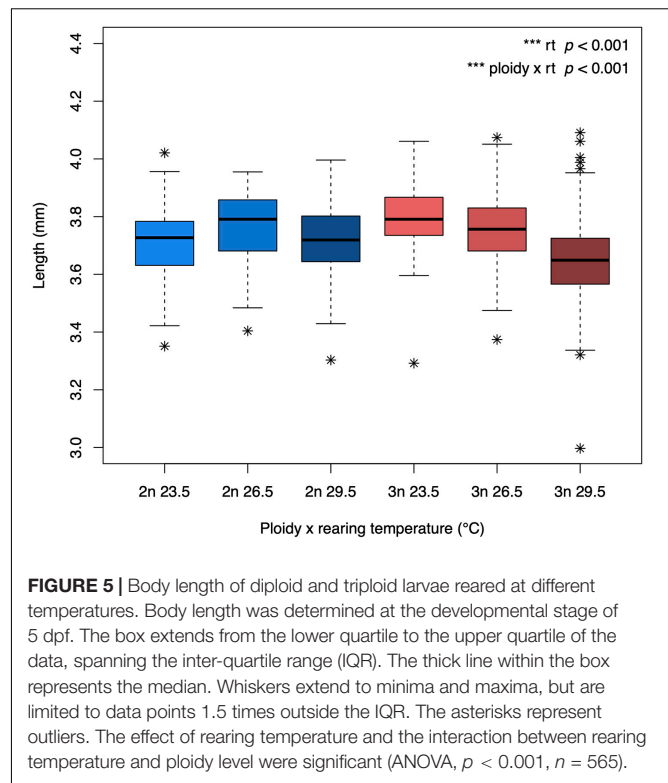 *** rt p < 0.001
*** ploidy x rt p < 0.001
4.4
4.2
4.0
3.8
3.6
3.4
3.2
3.0
Length (mm)
2n 23.5 2n 26.5 2n 29.5 3n 23.5 3n 26.5 3n 29.5
Ploidy x rearing temperature (°C)
FIGURE 5 | Body length of diploid and triploid larvae reared at different
temperatures. Body length was determined at the developmental stage of
5 dpf. The box extends from the lower quartile to the upper quartile of the
data, spanning the inter-quartile range (IQR). The thick line within the box
represents the median. Whiskers extend to minima and maxima, but are
limited to data points 1.5 times outside the IQR. The asterisks represent
outliers. The effect of rearing temperature and the interaction between rearing
temperature and ploidy level were significant (ANOVA, p < 0.001, n = 565).